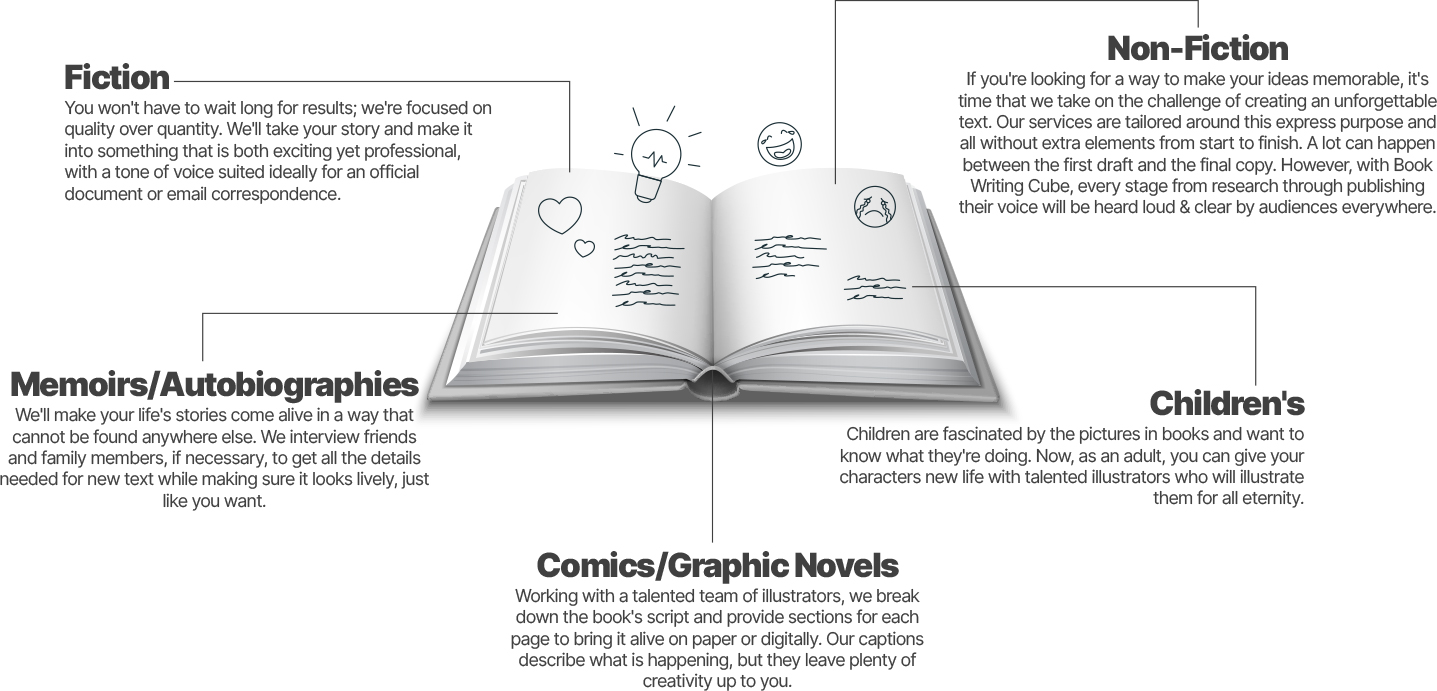 Fiction
You won't have to wait long for results; we're focused on
quality over quantity. We'll take your story and make it
into something that is both exciting yet professional,
with a tone of voice suited ideally for an official
document or email correspondence.
Non-Fiction
If you're looking for a way to make your ideas memorable, it's
time that we take on the challenge of creating an unforgettable
text. Our services are tailored around this express purpose and
all without extra elements from start to finish. A lot can happen
between the first draft and the final copy. However, with Book
Writing Cube, every stage from research through publishing
their voice will be heard loud & clear by audiences everywhere.
Memoirs/Autobiographies
We'll make your life's stories come alive in a way that
cannot be found anywhere else. We interview friends
and family members, if necessary, to get all the details
needed for new text while making sure it looks lively, just
like you want.
Children's
Children are fascinated by the pictures in books and want to
know what they're doing. Now, as an adult, you can give your
characters new life with talented illustrators who will illustrate
them for all eternity.
Comics/Graphic Novels
Working with a talented team of illustrators, we break
down the book's script and provide sections for each
page to bring it alive on paper or digitally. Our captions
describe what is happening, but they leave plenty of
creativity up to you.